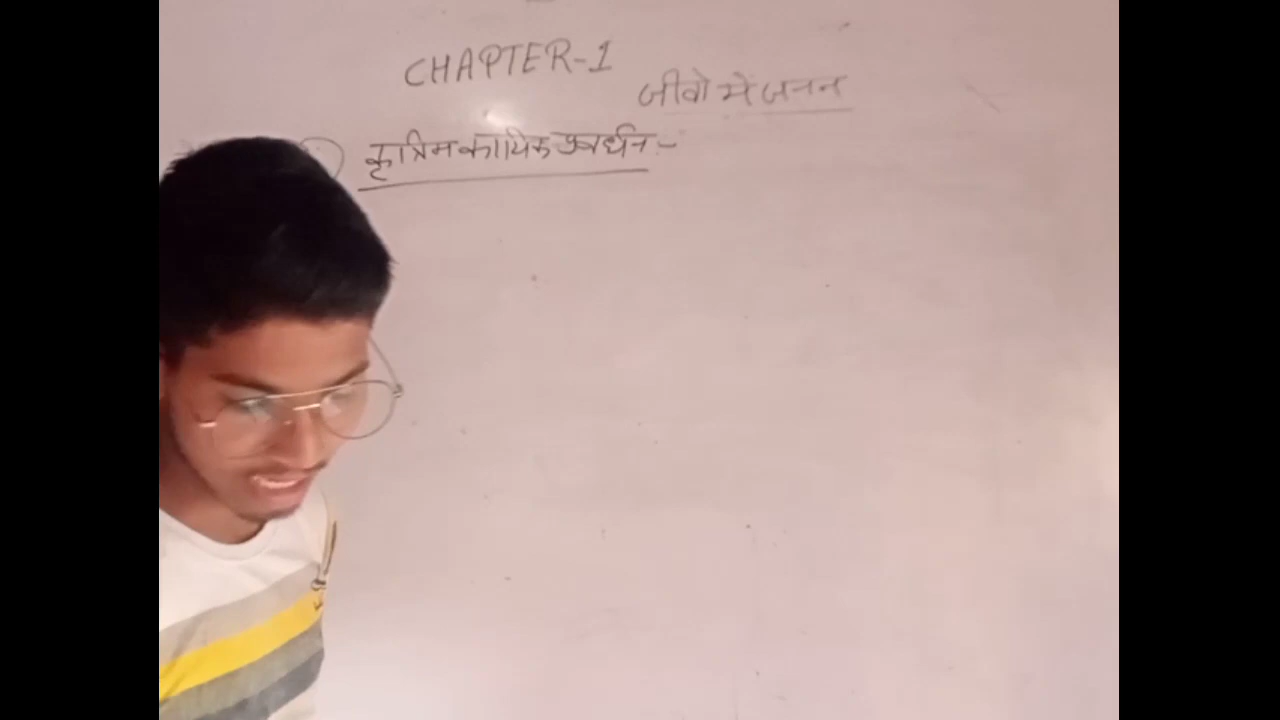 CHAPTER-1
जीवो मे जनन
कृत्रिम कायिक प्रवर्धन :-